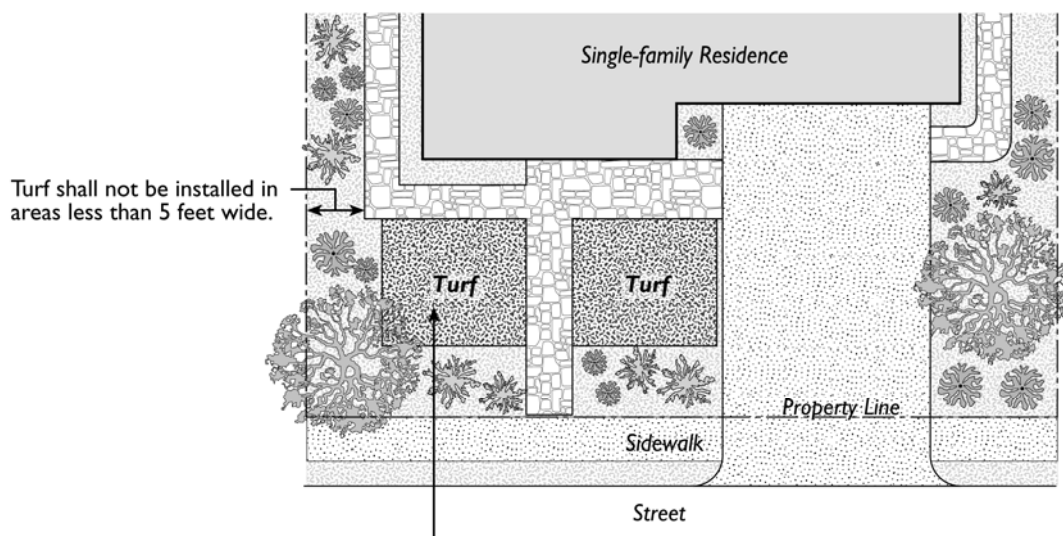 Single-family Residence
Turf shall not be installed in
areas less than 5 feet wide.
Turf
Turf
Property Line
Sidewalk
Street